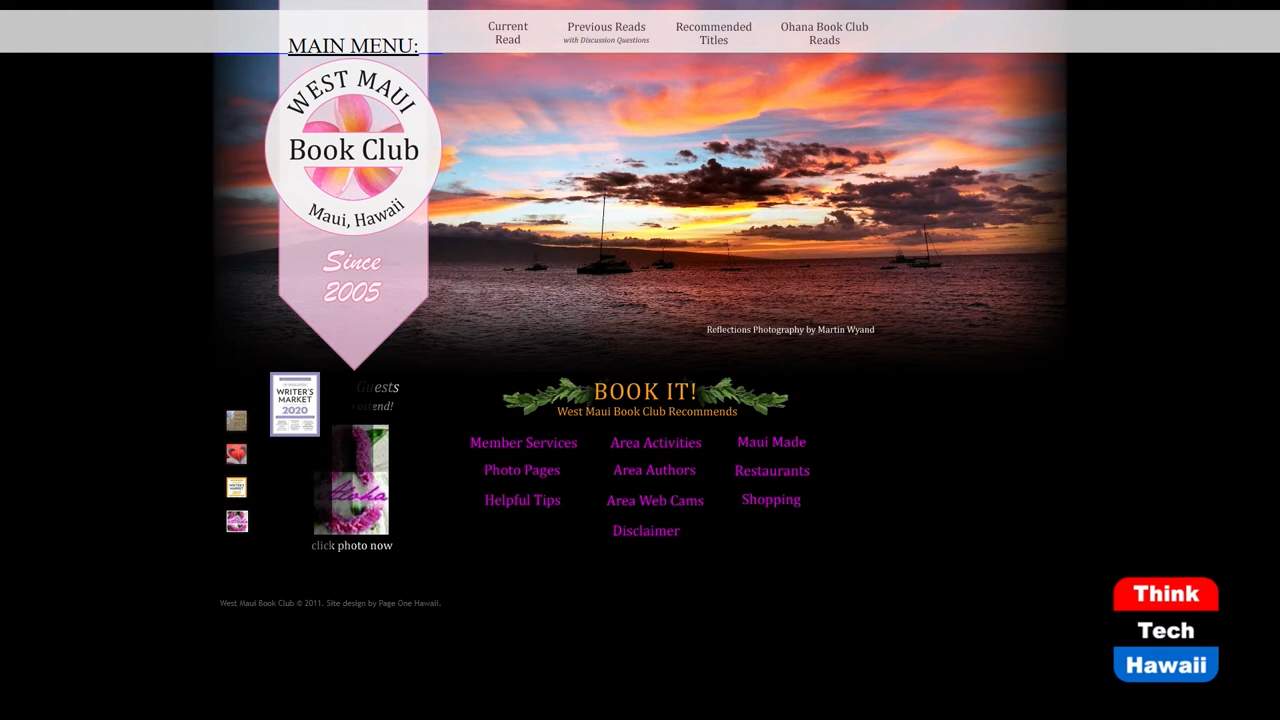 MAIN MENU:
Current
Read
Previous Reads
with Discussion Questions
Recommended
Titles
Ohana Book Club
Reads
WEST MAUI
Book Club
Maui, Hawaii
Since
2005
Reflections Photography by Martin Wyand
WRITER'S
MARKET
2020
Guests
attend!
Aloha
click photo now
BOOK IT!
West Maui Book Club Recommends
Member Services
Area Activities
Maui Made
Photo Pages
Area Authors
Restaurants
Helpful Tips
Area Web Cams
Shopping
Disclaimer
West Maui Book Club © 2011. Site design by Page One Hawaii.
Think
Tech
Hawaii